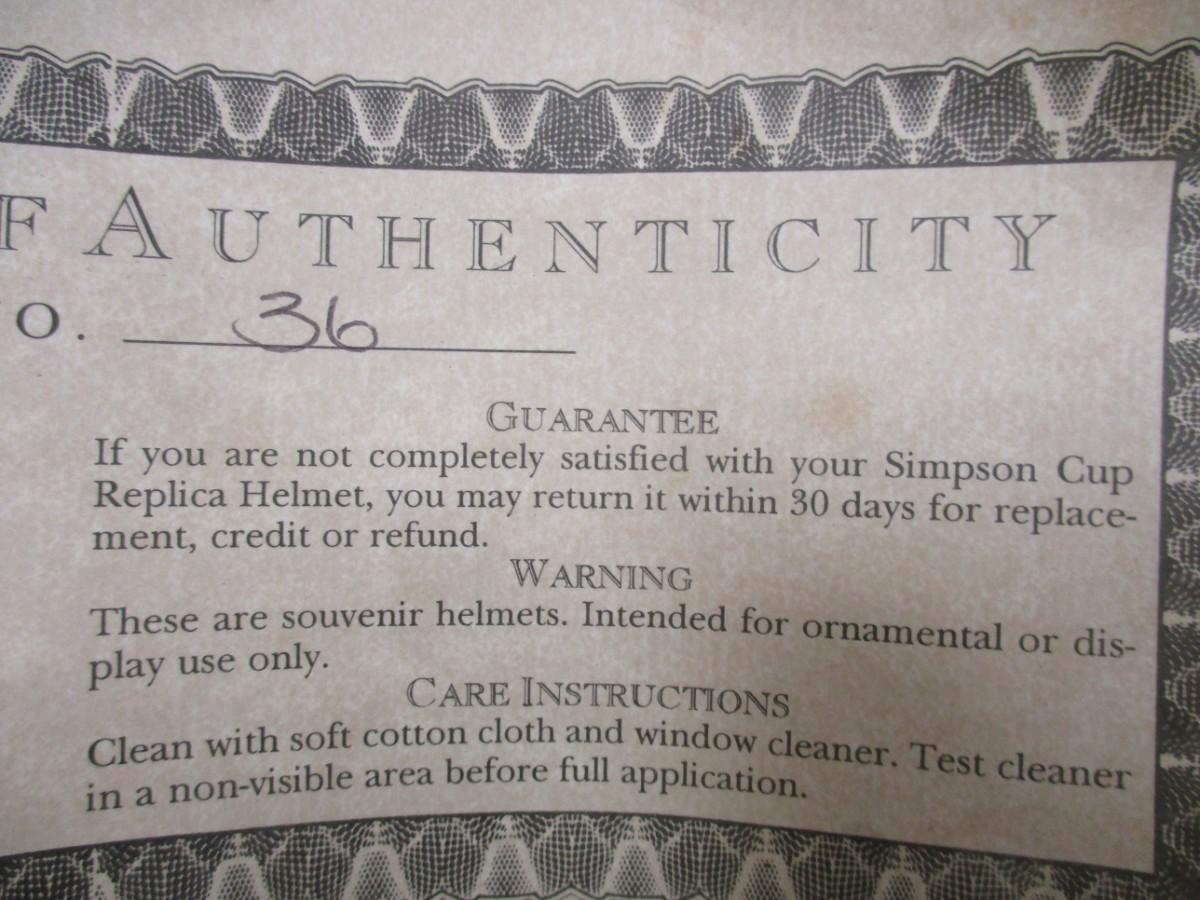 F AUTHENTICITY
o. 36
GUARANTEE
If you are not completely satisfied with your Simpson Cup
Replica Helmet, you may return it within 30 days for replace-
ment, credit or refund.
WARNING
These are souvenir helmets. Intended for ornamental or dis-
play use only.
CARE INSTRUCTIONS
Clean with soft cotton cloth and window cleaner. Test cleaner
in a non-visible area before full application.